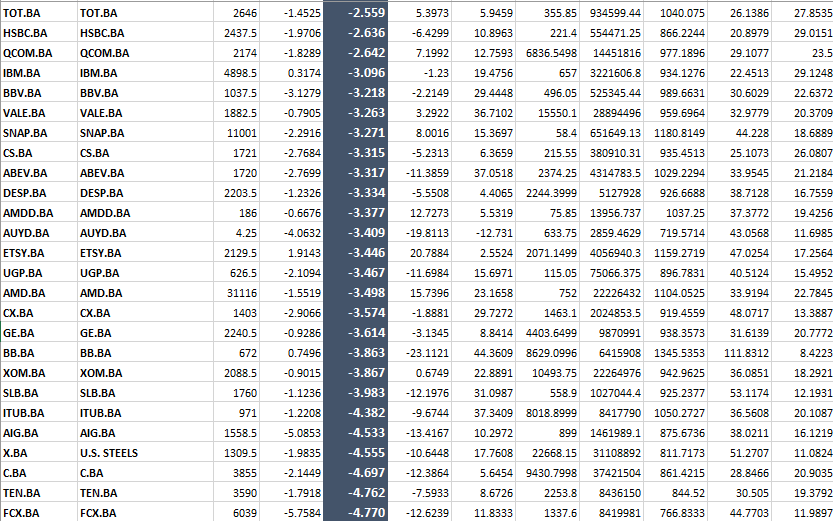 TOT.BA TOT.BA 2646 -1.4525 -2.559 5.3973 5.9459 355.85 934599.44 1040.075 26.1386 27.8535
HSBC.BA HSBC.BA 2437.5 -1.9706 -2.636 -6.4299 10.8963 221.4 554471.25 866.2244 20.8979 29.0151
QCOM.BA QCOM.BA 2174 -1.8289 -2.642 7.1992 12.7593 6836.5498 14451816 977.1896 29.1077 23.5
IBM.BA IBM.BA 4898.5 0.3174 -3.096 -1.23 19.4756 657 3221606.8 934.1276 22.4513 29.1248
BBV.BA BBV.BA 1037.5 -3.1279 -3.218 -2.2149 29.4448 496.05 525345.44 989.6631 30.6029 22.6372
VALE.BA VALE.BA 1882.5 -0.7905 -3.263 3.2922 36.7102 15550.1 28894496 959.6964 32.9779 20.3709
SNAP.BA SNAP.BA 11001 -2.2916 -3.271 8.0016 15.3697 58.4 651649.13 1180.8149 44.228 18.6889
CS.BA CS.BA 1721 -2.7684 -3.315 -5.2313 6.3659 215.55 380910.31 935.4513 25.1073 26.0807
ABEV.BA ABEV.BA 1720 -2.7699 -3.317 -11.3859 37.0518 2374.25 4314783.5 1029.2294 33.9545 21.2184
DESP.BA DESP.BA 2203.5 -1.2326 -3.334 -5.5508 4.4065 2244.3999 5127928 926.6688 38.7128 16.7559
AMDD.BA AMDD.BA 186 -0.6676 -3.377 12.7273 5.5319 75.85 13956.737 1037.25 37.3772 19.4256
AUYD.BA AUYD.BA 4.25 -4.0632 -3.409 -19.8113 -12.731 633.75 2859.4629 719.5714 43.0568 11.6985
ETSY.BA ETSY.BA 2129.5 1.9143 -3.446 20.7884 2.5524 2071.1499 4056940.3 1159.2719 47.0254 17.2564
UGP.BA UGP.BA 626.5 -2.1094 -3.467 -11.6984 15.6971 115.05 75066.375 896.7831 40.5124 15.4952
AMD.BA AMD.BA 31116 -1.5519 -3.498 15.7396 23.1658 752 22226432 1104.0525 33.9194 22.7845
CX.BA CX.BA 1403 -2.9066 -3.574 -1.8881 29.7272 1463.1 2024853.5 919.4559 48.0717 13.3887
GE.BA GE.BA 2240.5 -0.9286 -3.614 -3.1345 8.8414 4403.6499 9870991 938.3573 31.6139 20.7772
BB.BA BB.BA 672 0.7496 -3.863 -23.1121 44.3609 8629.0996 6415908 1345.5353 111.8312 8.4223
XOM.BA XOM.BA 2088.5 -0.9015 -3.867 0.6749 22.8891 10493.75 22264976 942.9625 36.0851 18.2921
SLB.BA SLB.BA 1760 -1.1236 -3.983 -12.1976 31.0987 558.9 1027044.4 925.2377 53.1174 12.1931
ITUB.BA ITUB.BA 971 -1.2208 -4.382 -9.6744 37.3409 8018.8999 8417790 1050.2727 36.5608 20.1087
AIG.BA AIG.BA 1558.5 -5.0853 -4.533 -13.4167 10.2972 899 1461989.1 875.6736 38.0211 16.1219
X.BA U.S. STEELS 1309.5 -1.9835 -4.555 -10.6448 17.7608 22668.15 31108892 811.7173 51.2707 11.0824
C.BA C.BA 3855 -2.1449 -4.697 -12.3864 5.6454 9430.7998 37421504 861.4215 28.8466 20.9035
TEN.BA TEN.BA 3590 -1.7918 -4.762 -7.5933 8.6726 2253.8 8436150 844.52 30.505 19.3792
FCX.BA FCX.BA 6039 -5.7584 -4.770 -12.6239 11.8333 1337.6 8419981 766.8333 44.7703 11.9897